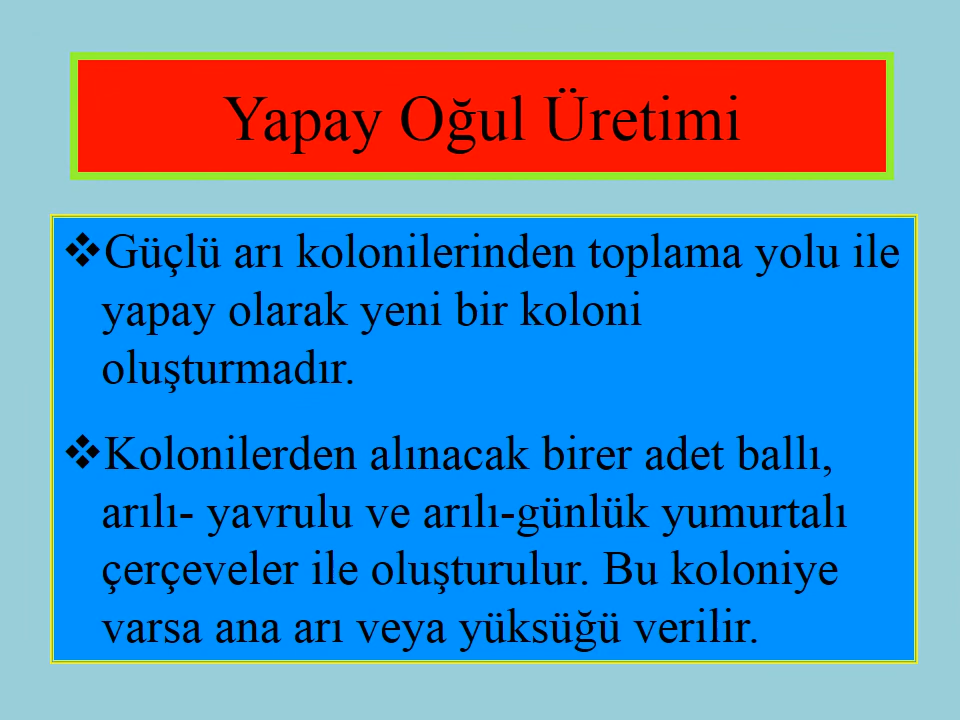 Yapay Oğul Üretimi
❖Güçlü arı kolonilerinden toplama yolu ile
yapay olarak yeni bir koloni
oluşturmadır.
❖Kolonilerden alınacak birer adet ballı,
arılı- yavrulu ve arılı-günlük yumurtalı
çerçeveler ile oluşturulur. Bu koloniye
varsa ana arı veya yüksüğü verilir.